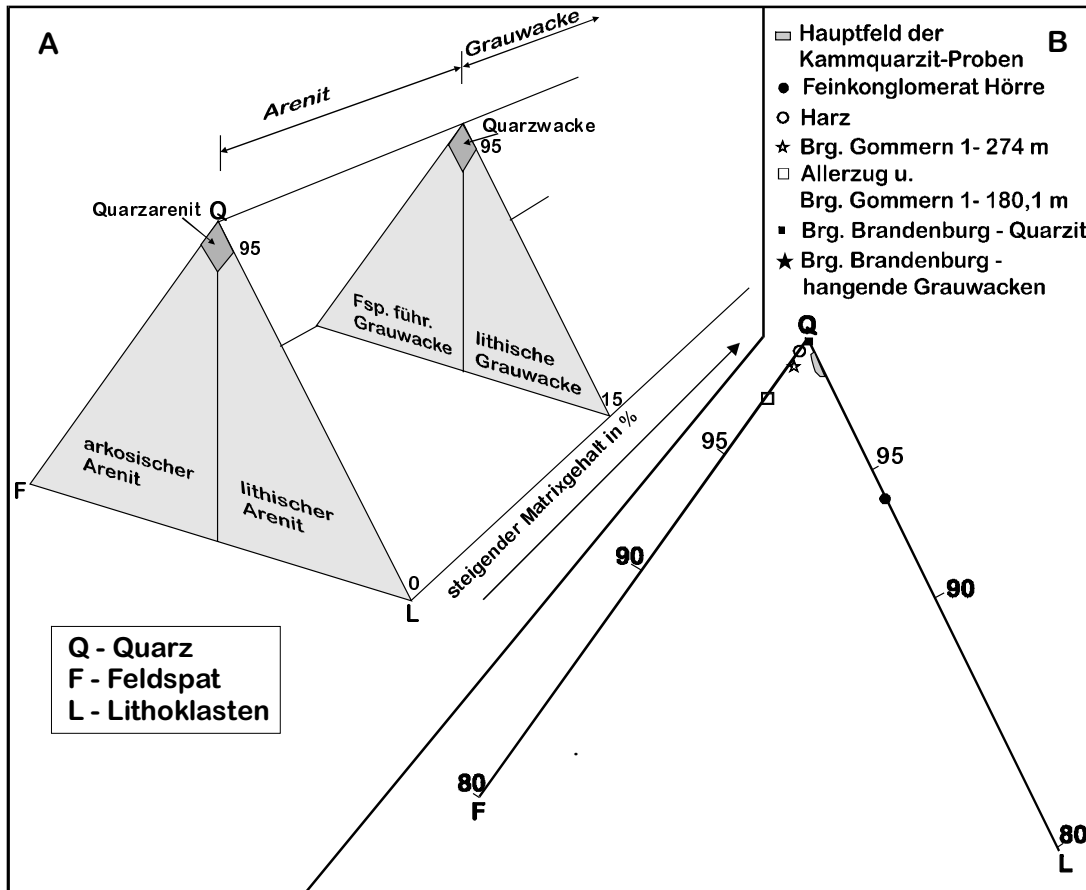 A
Grauwacke
Arenit
Quarzwacke
95
Q
Quarzarenit
95
Fsp. führ.
Grauwacke
lithische
Grauwacke
15
arkosischer
Arenit
lithischer
Arenit
F
0
L
steigender Matrixgehalt in %
Q - Quarz
F - Feldspat
L - Lithoklasten
B
Hauptfeld der
Kammquarzit-Proben
Feinkonglomerat Hörre
Harz
Brg. Gommern 1- 274 m
Allerzug u.
Brg. Gommern 1- 180,1 m
Brg. Brandenburg - Quarzit
Brg. Brandenburg -
hangende Grauwacken
Q
95
95
90
90
80
F
80
L